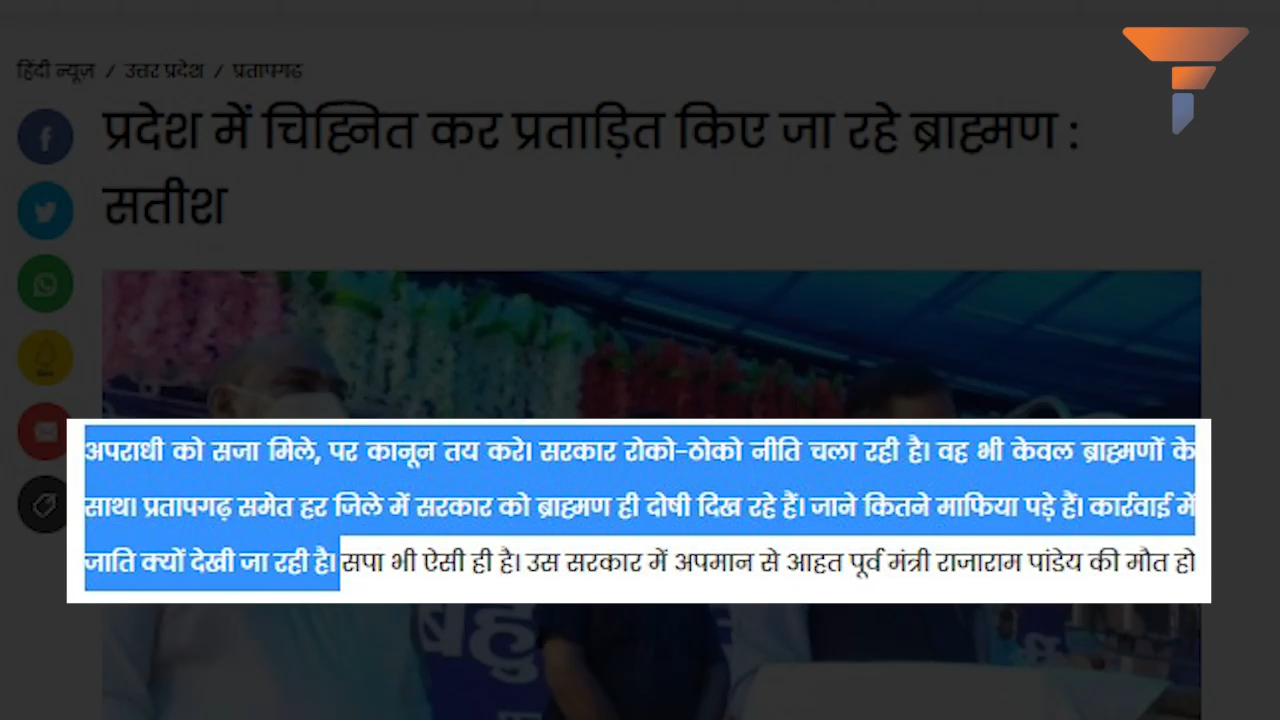 हिंदी न्यूज़ / उत्तर प्रदेश / प्रतापगढ़
प्रदेश में चिह्नित कर प्रताड़ित किए जा रहे ब्राह्मण :
सतीश
अपराधी को सजा मिले, पर कानून तय करे। सरकार रोको-ठोको नीति चला रही है। वह भी केवल ब्राह्मणों के
साथ। प्रतापगढ़ समेत हर जिले में सरकार को ब्राह्मण ही दोषी दिख रहे हैं। जाने कितने माफिया पड़े हैं। कार्रवाई में
जाति क्यों देखी जा रही है। सपा भी ऐसी ही है। उस सरकार में अपमान से आहत पूर्व मंत्री राजाराम पांडेय की मौत हो